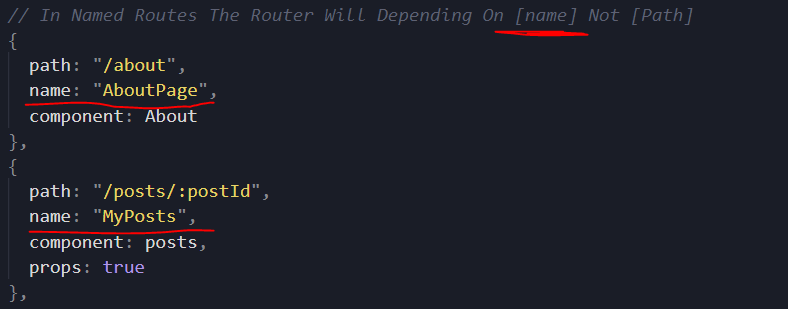 // In Named Routes The Router Will Depending On [name] Not [Path]
{
path: "/about",
name: "AboutPage",
component: About
},
{
path: "/posts/:postId",
name: "MyPosts",
component: posts,
props: true
},